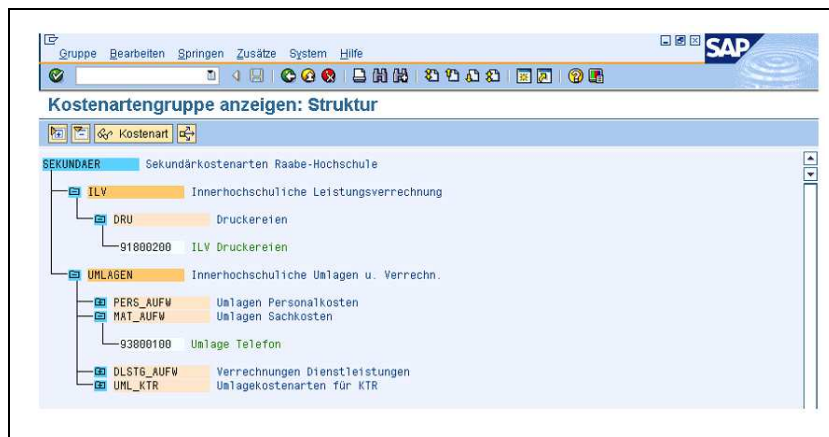 Gruppe Bearbeiten Springen Zusätze System Hilfe
SAP
Kostenartengruppe anzeigen: Struktur
Kostenart
SEKUNDAER Sekundärkostenarten Raabe-Hochschule
ILV Innerhochschuliche Leistungsverrechnung
DRU Druckereien
91800200 ILV Druckereien
UMLAGEN Innerhochschuliche Umlagen u. Verrechn.
PERS_AUFW Umlagen Personalkosten
MAT_AUFW Umlagen Sachkosten
93800100 Umlage Telefon
DLSTG_AUFW Verrechnungen Dienstleistungen
UML_KTR Umlagekostenarten für KTR